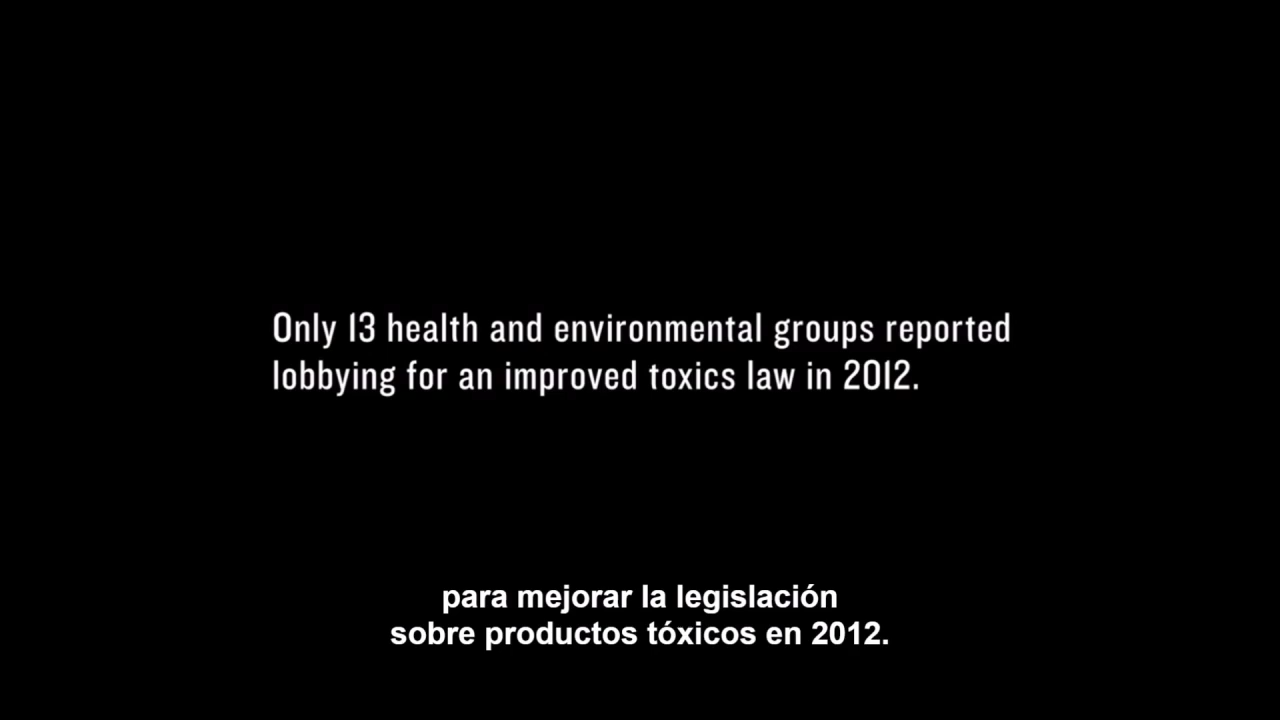 Only 13 health and environmental groups reported
lobbying for an improved toxics law in 2012.
para mejorar la legislación
sobre productos tóxicos en 2012.